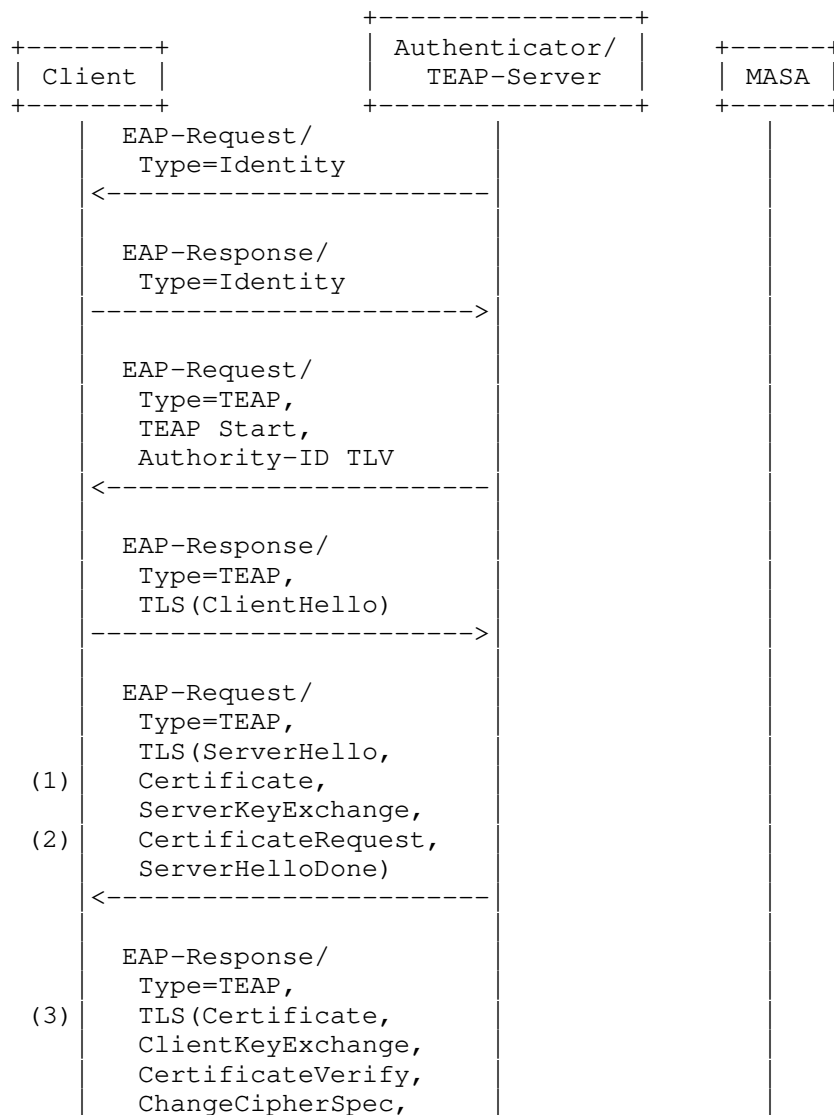 Client
Authenticator/
TEAP-Server
MASA
EAP-Request/
Type=Identity
EAP-Response/
Type=Identity
EAP-Request/
Type=TEAP,
TEAP Start,
Authority-ID TLV
EAP-Response/
Type=TEAP,
TLS(ClientHello)
EAP-Request/
Type=TEAP,
TLS(ServerHello,
(1) Certificate,
ServerKeyExchange,
(2) CertificateRequest,
ServerHelloDone)
EAP-Response/
Type=TEAP,
(3) TLS(Certificate,
ClientKeyExchange,
CertificateVerify,
ChangeCipherSpec,